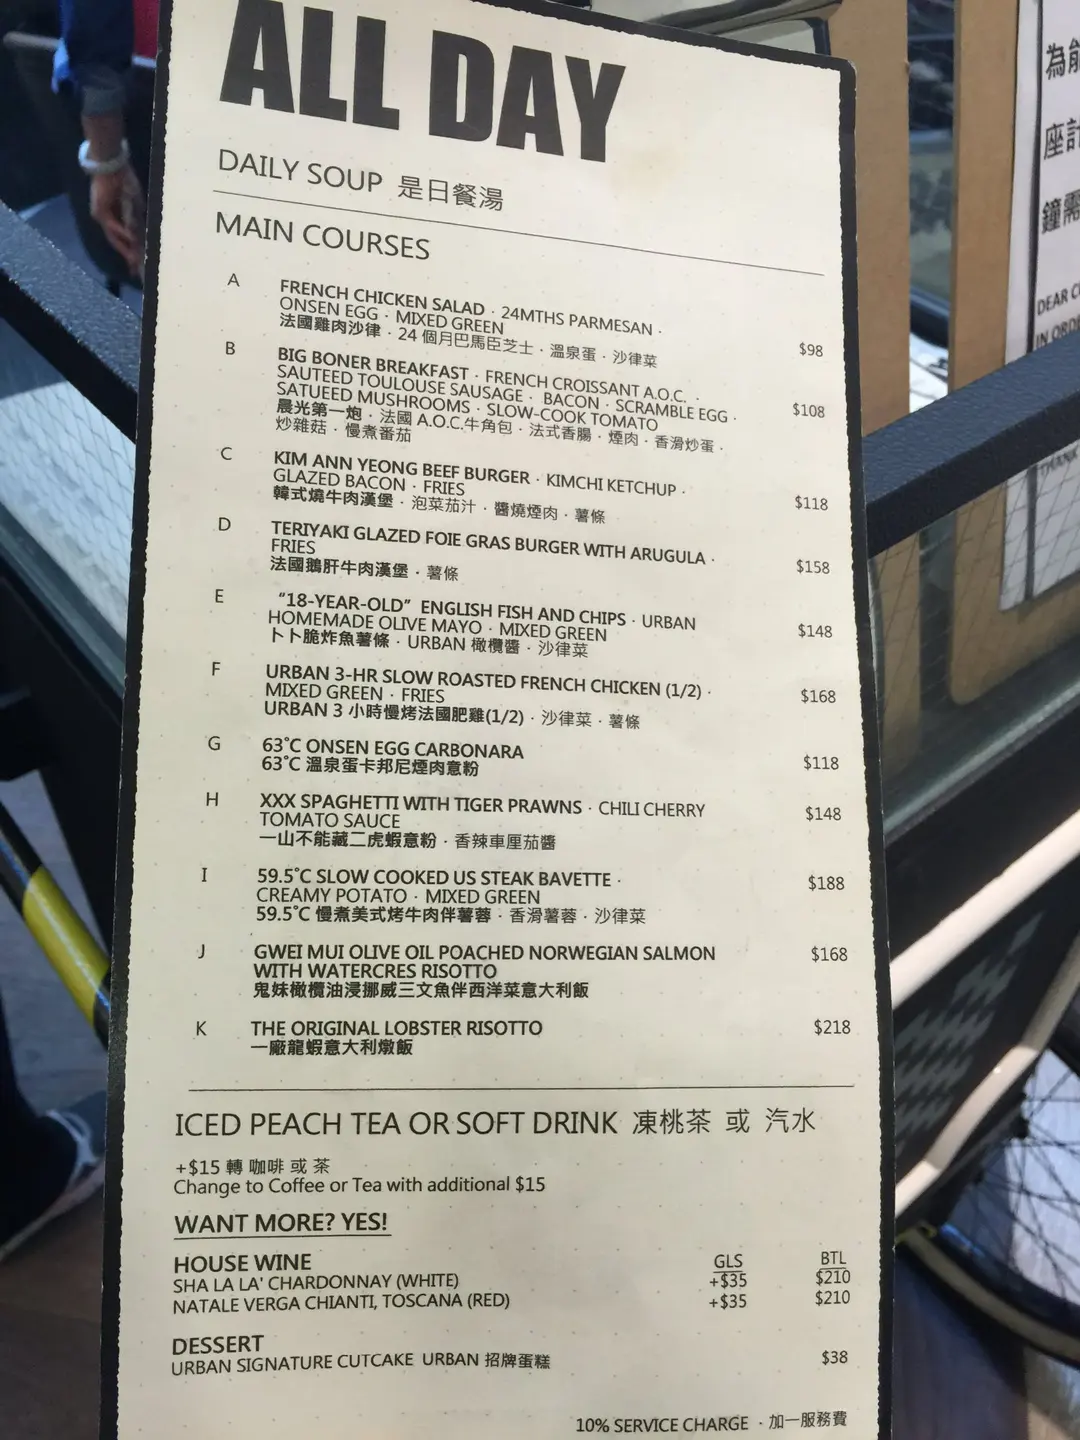 ALL DAY
DAILY SOUP 是日餐湯
MAIN COURSES
A FRENCH CHICKEN SALAD · 24MTHS PARMESAN ·
ONSEN EGG · MIXED GREEN
法國雞肉沙律 · 24 個月巴馬臣芝士 · 溫泉蛋 · 沙律菜 $98
B BIG BONER BREAKFAST · FRENCH CROISSANT A.O.C. ·
SAUTEED TOULOUSE SAUSAGE · BACON · SCRAMBLE EGG ·
SATUEED MUSHROOMS · SLOW-COOK TOMATO $108
晨光第一炮 · 法國 A.O.C.牛角包 · 法式香腸 · 煙肉 · 香滑炒蛋 ·
炒雜菇 · 慢煮番茄
C KIM ANN YEONG BEEF BURGER · KIMCHI KETCHUP ·
GLAZED BACON · FRIES
韓式燒牛肉漢堡 · 泡菜茄汁 · 醬燒煙肉 · 薯條 $118
D TERIYAKI GLAZED FOIE GRAS BURGER WITH ARUGULA ·
FRIES $158
法國鵝肝牛肉漢堡 · 薯條
E "18-YEAR-OLD" ENGLISH FISH AND CHIPS · URBAN
HOMEMADE OLIVE MAYO · MIXED GREEN $148
卜卜脆炸魚薯條 · URBAN 橄欖醬 · 沙律菜
F URBAN 3-HR SLOW ROASTED FRENCH CHICKEN (1/2) ·
MIXED GREEN · FRIES $168
URBAN 3 小時慢烤法國肥雞(1/2) · 沙律菜 · 薯條
G 63°C ONSEN EGG CARBONARA
63°C 溫泉蛋卡邦尼煙肉意粉 $118
H XXX SPAGHETTI WITH TIGER PRAWNS · CHILI CHERRY
TOMATO SAUCE $148
一山不能藏二虎蝦意粉 · 香辣車厘茄醬
I 59.5°C SLOW COOKED US STEAK BAVETTE ·
CREAMY POTATO · MIXED GREEN $188
59.5°C 慢煮美式烤牛肉伴薯蓉 · 香滑薯蓉 · 沙律菜
J GWEI MUI OLIVE OIL POACHED NORWEGIAN SALMON $168
WITH WATERCRES RISOTTO
鬼妹橄欖油浸挪威三文魚伴西洋菜意大利飯
K THE ORIGINAL LOBSTER RISOTTO $218
一廠龍蝦意大利燉飯
ICED PEACH TEA OR SOFT DRINK 凍桃茶 或 汽水
+$15 轉 咖啡 或 茶
Change to Coffee or Tea with additional $15
WANT MORE? YES!
HOUSE WINE GLS BTL
SHA LA LA' CHARDONNAY (WHITE) +$35 $210
NATALE VERGA CHIANTI, TOSCANA (RED) +$35 $210
DESSERT
URBAN SIGNATURE CUTCAKE URBAN 招牌蛋糕 $38
10% SERVICE CHARGE · 加一服務費
為
座
鐘
DEAR
IN